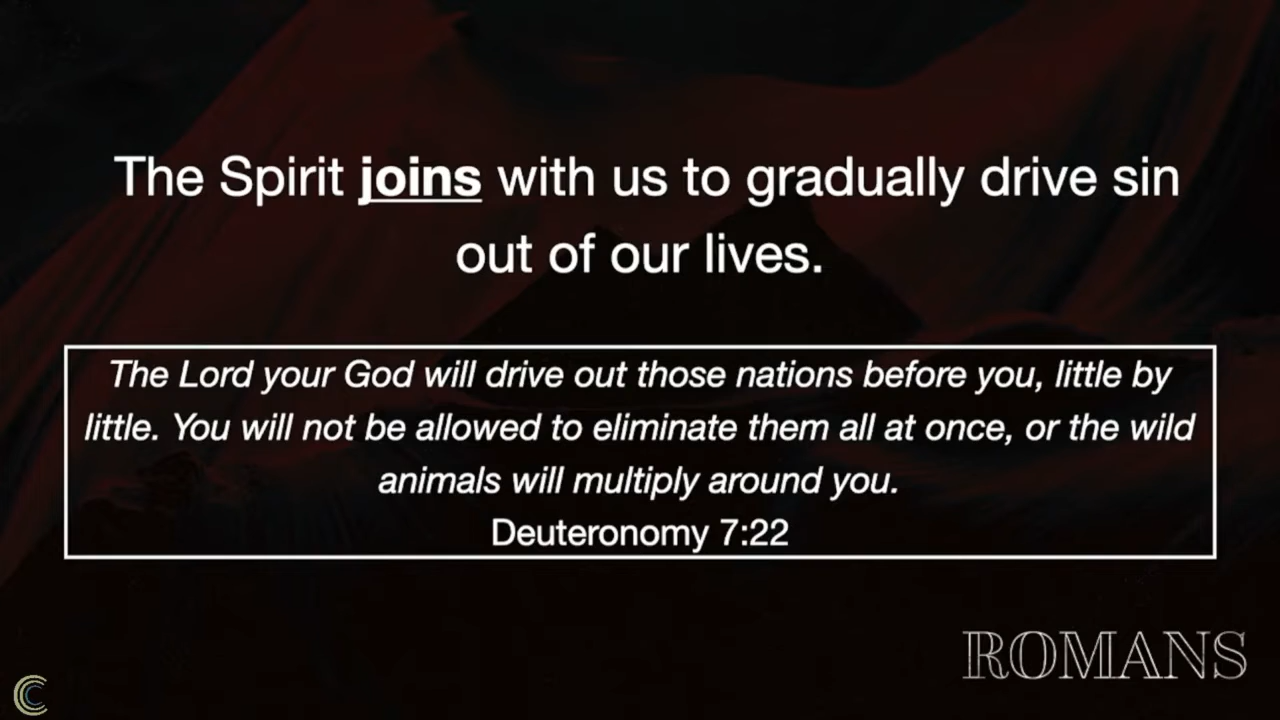 The Spirit joins with us to gradually drive sin
out of our lives.
The Lord your God will drive out those nations before you, little by
little. You will not be allowed to eliminate them all at once, or the wild
animals will multiply around you.
Deuteronomy 7:22
ROMANS